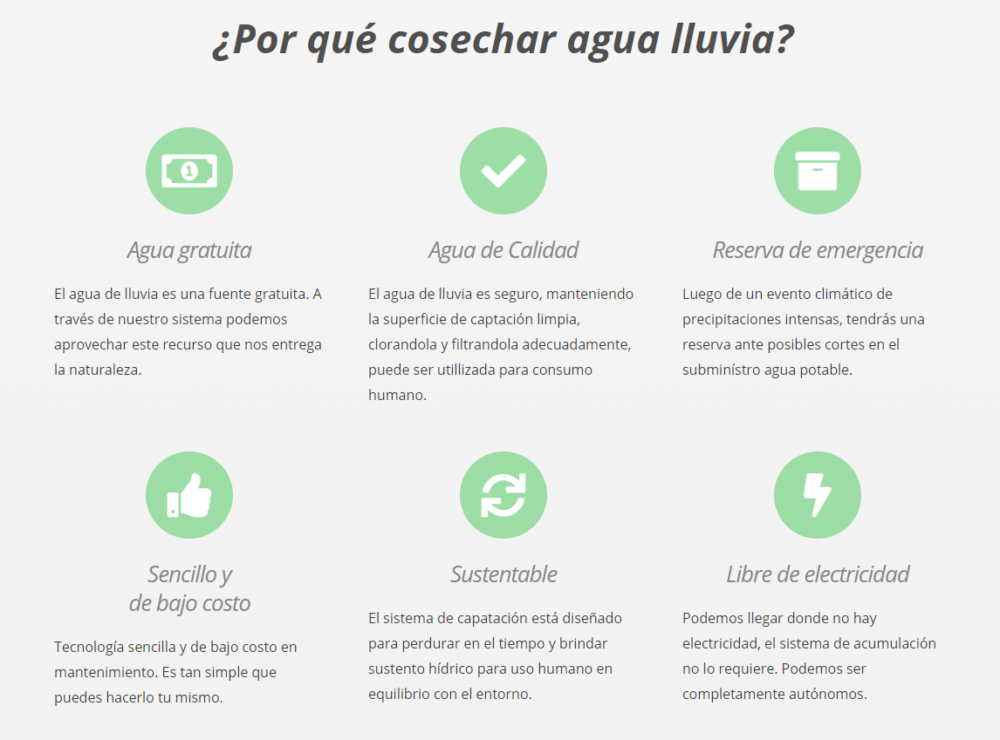 ¿Por qué cosechar agua lluvia?
1
Agua gratuita
El agua de lluvia es una fuente gratuita. A
través de nuestro sistema podemos
aprovechar este recurso que nos entrega
la naturaleza.
Agua de Calidad
El agua de lluvia es seguro, manteniendo
la superficie de captación limpia,
clorandola y filtrandola adecuadamente,
puede ser utillizada para consumo
humano.
Reserva de emergencia
Luego de un evento climático de
precipitaciones intensas, tendrás una
reserva ante posibles cortes en el
subminístro agua potable.
Sencillo y
de bajo costo
Tecnología sencilla y de bajo costo en
mantenimiento. Es tan simple que
puedes hacerlo tu mismo.
Sustentable
El sistema de capatación está diseñado
para perdurar en el tiempo y brindar
sustento hídrico para uso humano en
equilibrio con el entorno.
Libre de electricidad
Podemos llegar donde no hay
electricidad, el sistema de acumulación
no lo requiere. Podemos ser
completamente autónomos.